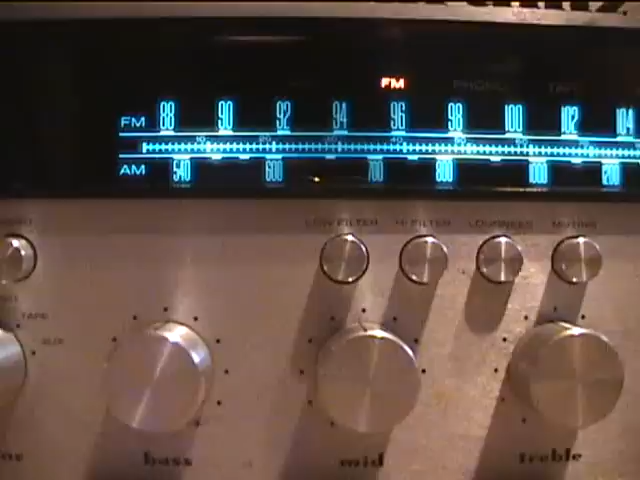 FM
PHONO TAPE
FM 88 90 92 94 96 98 100 102 104
AM 540 600 700 800 1000 1200
LOW FILTER HI FILTER LOUDNESS MUTING
TAPE
AUX
bass mid treble